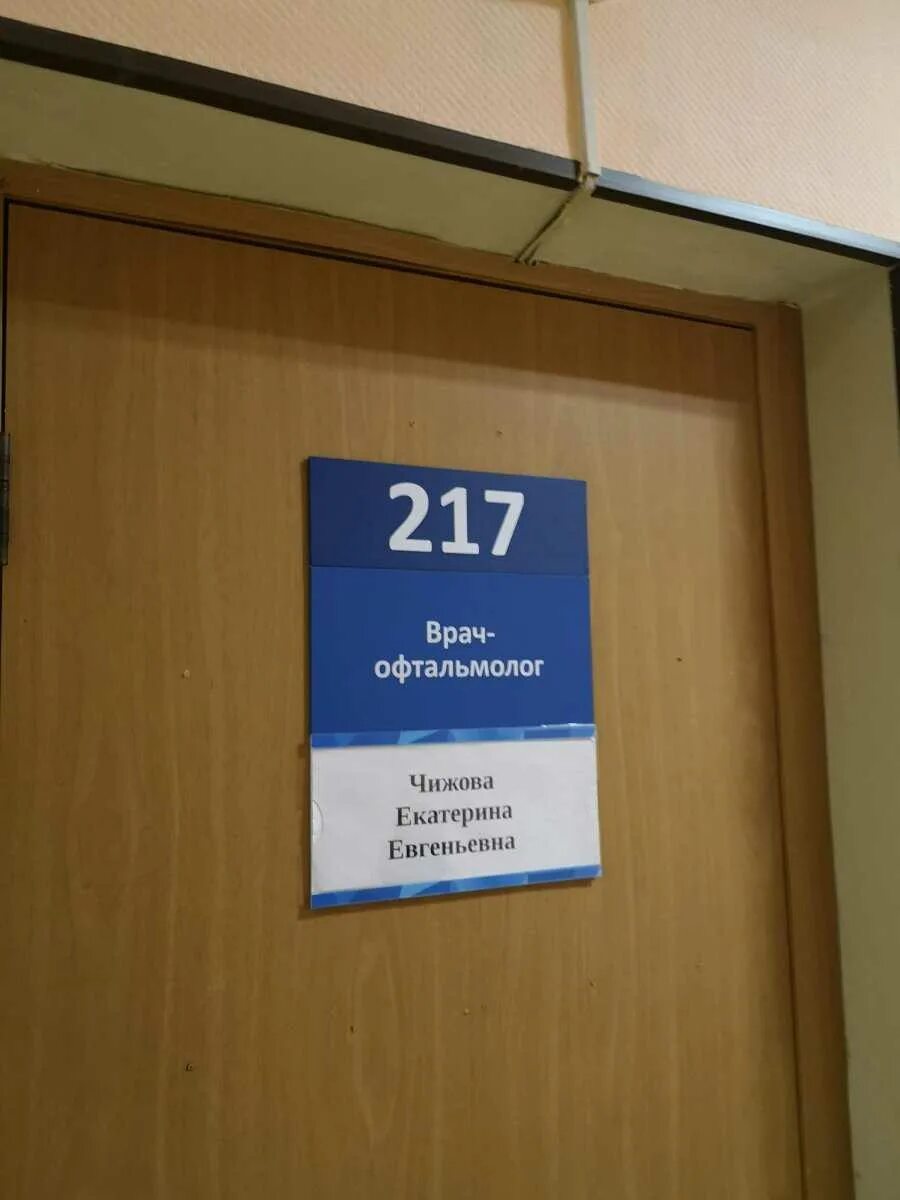 217
Врач-
офтальмолог
Чижова
Екатерина
Евгеньевна